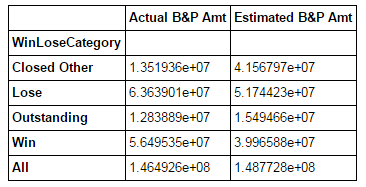 Actual B&P Amt Estimated B&P Amt
WinLoseCategory
Closed Other 1.351936e+07 4.156797e+07
Lose 6.363901e+07 5.174423e+07
Outstanding 1.283889e+07 1.549466e+07
Win 5.649535e+07 3.996588e+07
All 1.464926e+08 1.487728e+08